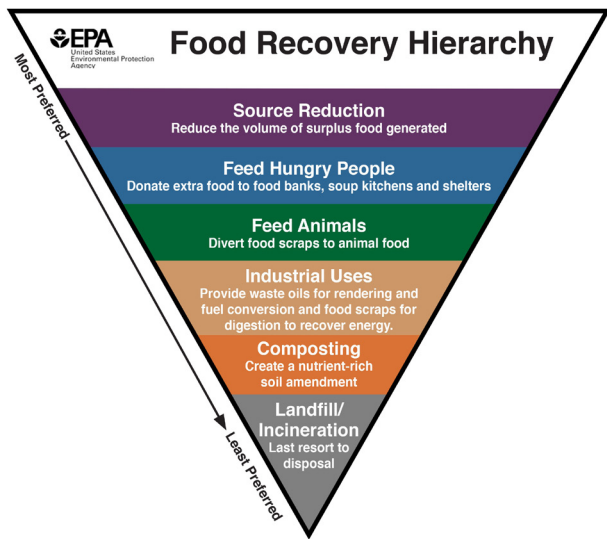 EPA
United States
Environmental Protection
Agency
Food Recovery Hierarchy
Most Preferred
Source Reduction
Reduce the volume of surplus food generated
Feed Hungry People
Donate extra food to food banks, soup kitchens and shelters
Feed Animals
Divert food scraps to animal food
Industrial Uses
Provide waste oils for rendering and
fuel conversion and food scraps for
digestion to recover energy.
Composting
Create a nutrient-rich
soil amendment
Landfill/
Incineration
Last resort to
disposal
Least Preferred